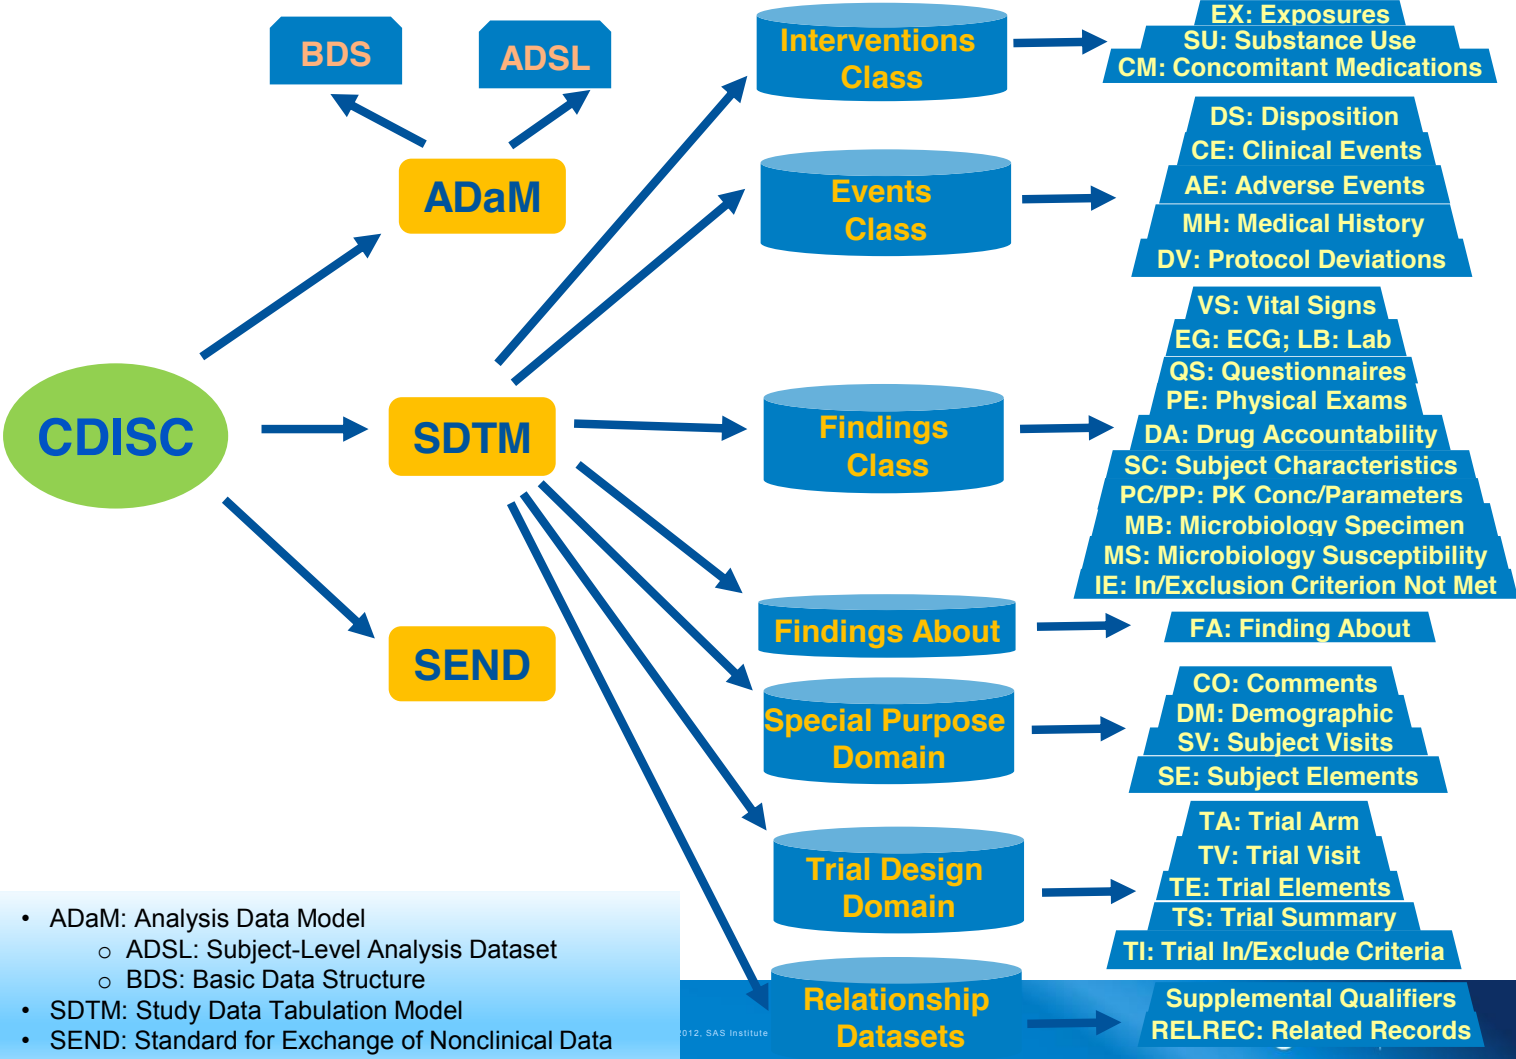 BDS
ADSL
ADaM
CDISC
SDTM
SEND
Interventions
Class
EX: Exposures
SU: Substance Use
CM: Concomitant Medications
Events
Class
DS: Disposition
CE: Clinical Events
AE: Adverse Events
MH: Medical History
DV: Protocol Deviations
Findings
Class
VS: Vital Signs
EG: ECG; LB: Lab
QS: Questionnaires
PE: Physical Exams
DA: Drug Accountability
SC: Subject Characteristics
PC/PP: PK Conc/Parameters
MB: Microbiology Specimen
MS: Microbiology Susceptibility
IE: In/Exclusion Criterion Not Met
Findings About
FA: Finding About
Special Purpose
Domain
CO: Comments
DM: Demographic
SV: Subject Visits
SE: Subject Elements
Trial Design
Domain
TA: Trial Arm
TV: Trial Visit
TE: Trial Elements
TS: Trial Summary
TI: Trial In/Exclude Criteria
Relationship
Datasets
Supplemental Qualifiers
RELREC: Related Records
• ADaM: Analysis Data Model
o ADSL: Subject-Level Analysis Dataset
o BDS: Basic Data Structure
• SDTM: Study Data Tabulation Model
• SEND: Standard for Exchange of Nonclinical Data
2012, SAS Institute